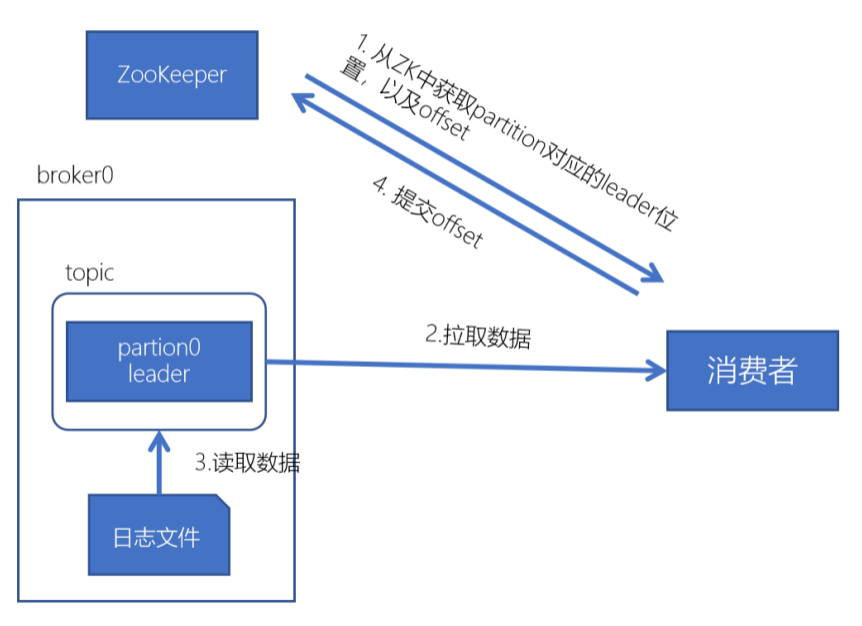 ZooKeeper
1. 从ZK中获取partition对应的leader位
置，以及offset
4. 提交offset
broker0
topic
partion0
leader
2.拉取数据
消费者
3.读取数据
日志文件